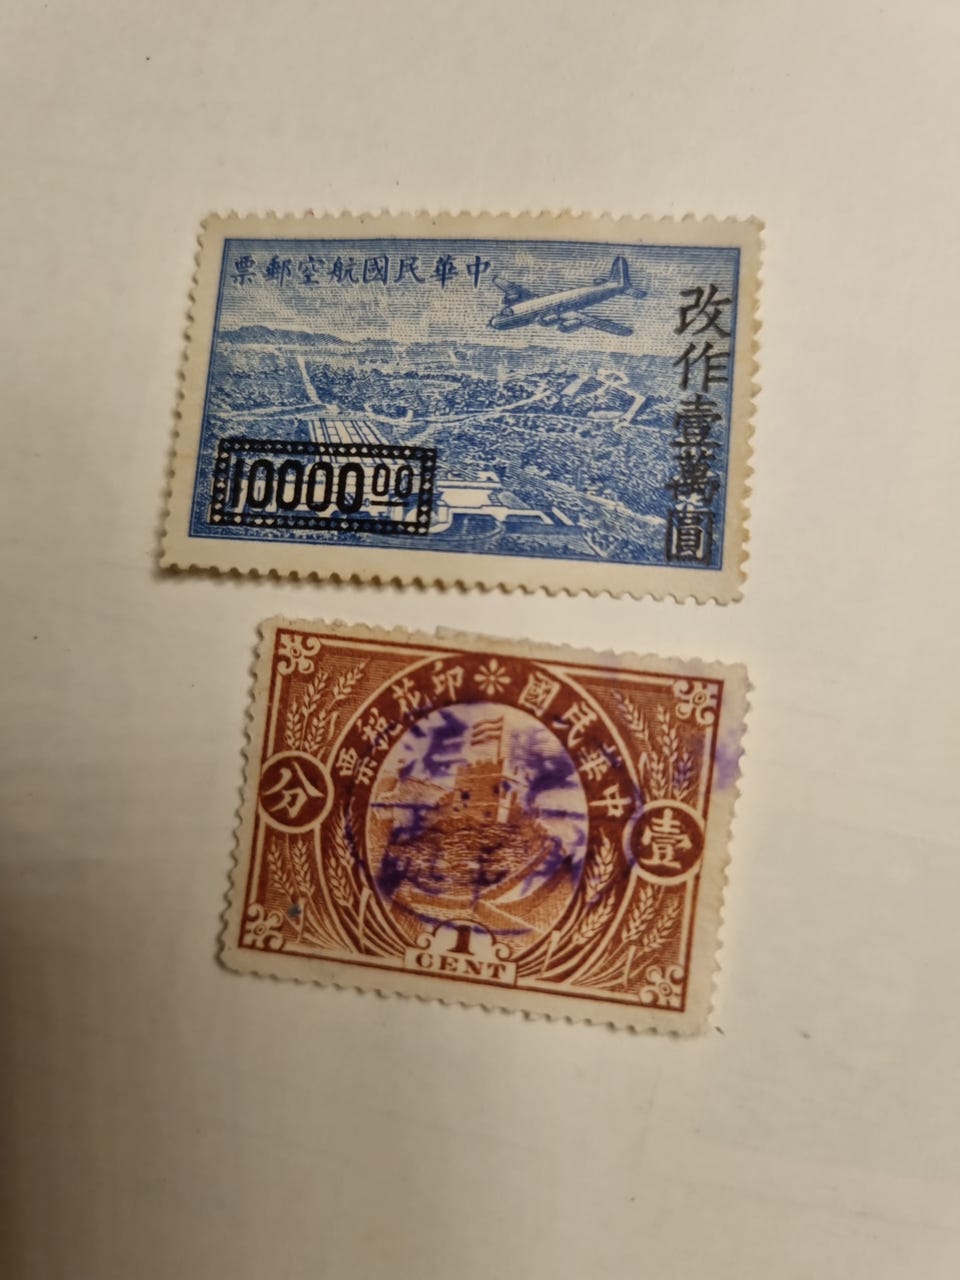 中華民國航空郵票
改作壹萬圓
10000.00
中華民國印花稅票
壹分
1
CENT